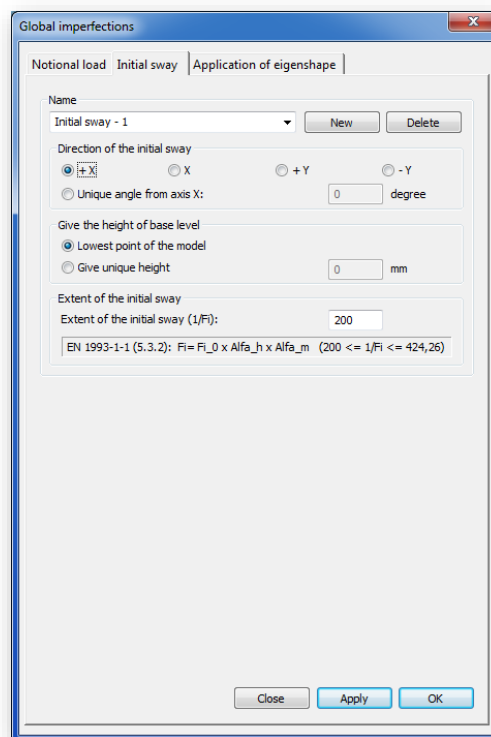 Global imperfections
Notional load Initial sway Application of eigenshape
Name
Initial sway - 1 New Delete
Direction of the initial sway
+ X X + Y - Y
Unique angle from axis X: 0 degree
Give the height of base level
Lowest point of the model
Give unique height 0 mm
Extent of the initial sway
Extent of the initial sway (1/Fi): 200
EN 1993-1-1 (5.3.2): Fi= Fi_0 x Alfa_h x Alfa_m (200 <= 1/Fi <= 424,26)
Close Apply OK